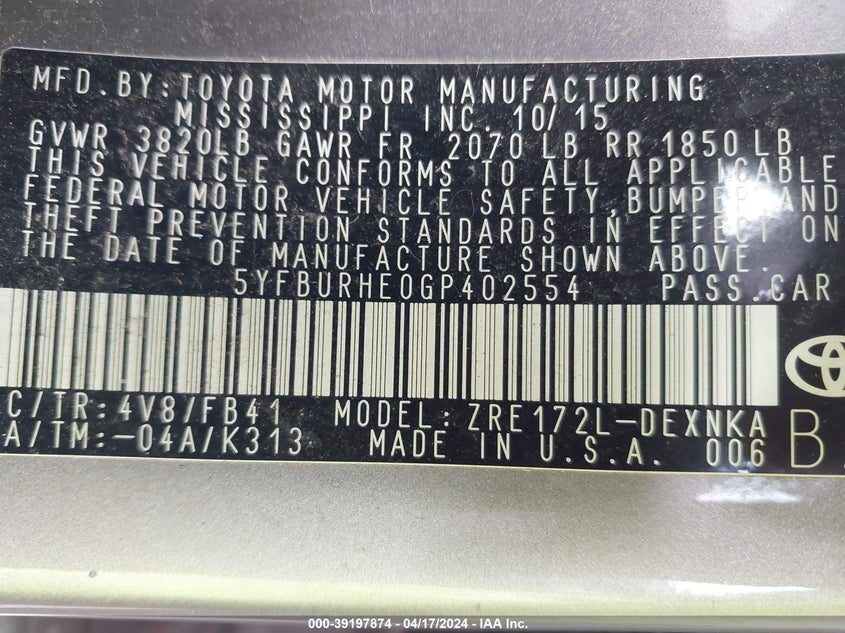 MFD.BY:TOYOTA MOTOR MANUFACTURING
MISSISSIPPI INC. 10/15
GVWR 3820LB GAWR FR 2070 LB RR 1850 LB
THIS VEHICLE CONFORMS TO ALL APPLICABLE
FEDERAL MOTOR VEHICLE SAFETY, BUMPER, AND
THEFT PREVENTION STANDARDS IN EFFECT ON
THE DATE OF MANUFACTURE SHOWN ABOVE.
5YFBURHE0GP402554 PASS.CAR
C/TR:4V8/FB41 MODEL:ZRE172L-DEXNKA
A/TM:-04A/K313 MADE IN U.S.A. 006 B
000-39197874 / 04/17/2024 - IAA Inc.